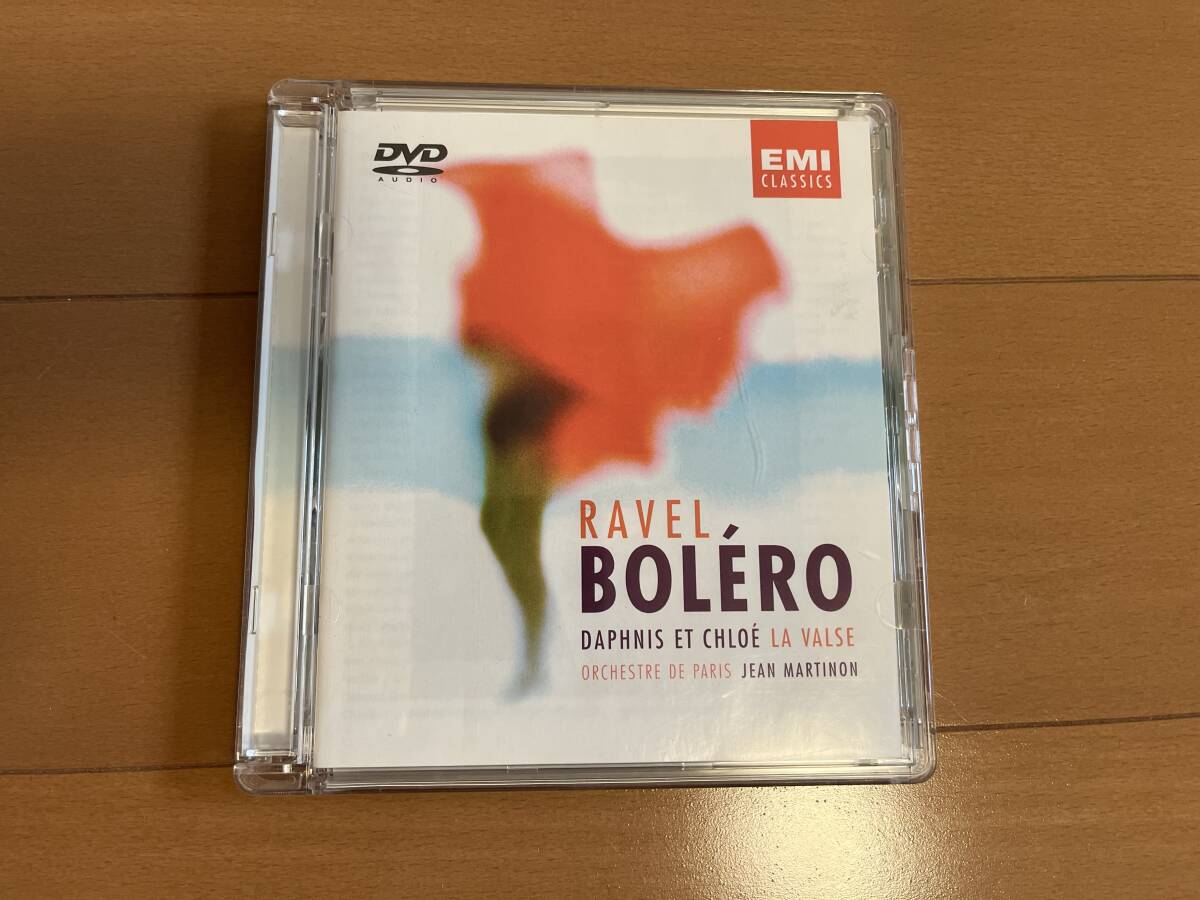 DVD
AUDIO
EMI
CLASSICS
RAVEL
BOLÉRO
DAPHNIS ET CHLOÉ LA VALSE
ORCHESTRE DE PARIS JEAN MARTINON